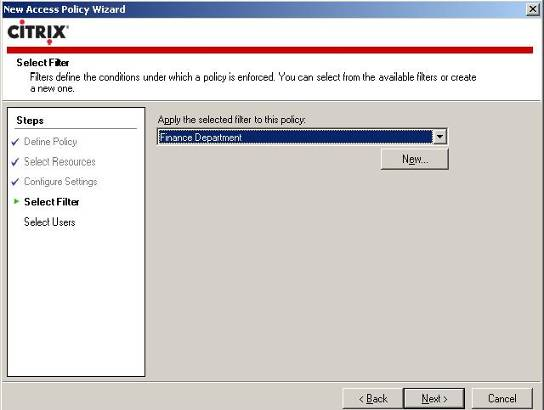 New Access Policy Wizard
CİTRIX
Select Filter
Filters define the conditions under which a policy is enforced. You can select from the available filters or create
a new one.
Steps
Define Policy
Select Resources
Configure Settings
Select Filter
Select Users
Apply the selected filter to this policy:
Finance Department
New...
< Back
Next >
Cancel